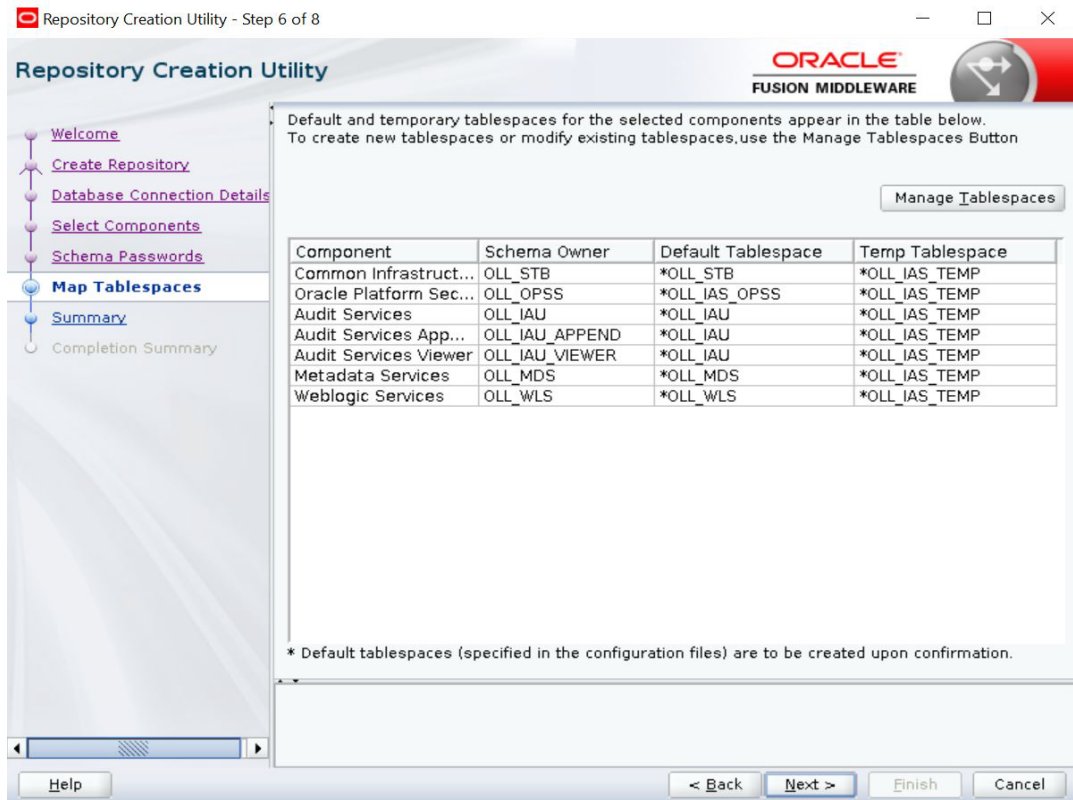 Repository Creation Utility - Step 6 of 8
Repository Creation Utility
ORACLE
FUSION MIDDLEWARE
Welcome
Create Repository
Database Connection Details
Select Components
Schema Passwords
Map Tablespaces
Summary
Completion Summary
Default and temporary tablespaces for the selected components appear in the table below.
To create new tablespaces or modify existing tablespaces,use the Manage Tablespaces Button
Manage Tablespaces
Component Schema Owner Default Tablespace Temp Tablespace
Common Infrastruct... OLL_STB *OLL_STB *OLL_IAS_TEMP
Oracle Platform Sec... OLL_OPSS *OLL_IAS_OPSS *OLL_IAS_TEMP
Audit Services OLL_IAU *OLL_IAU *OLL_IAS_TEMP
Audit Services App... OLL_IAU_APPEND *OLL_IAU *OLL_IAS_TEMP
Audit Services Viewer OLL_IAU_VIEWER *OLL_IAU *OLL_IAS_TEMP
Metadata Services OLL_MDS *OLL_MDS *OLL_IAS_TEMP
Weblogic Services OLL_WLS *OLL_WLS *OLL_IAS_TEMP
* Default tablespaces (specified in the configuration files) are to be created upon confirmation.
Help
< Back
Next >
Finish
Cancel